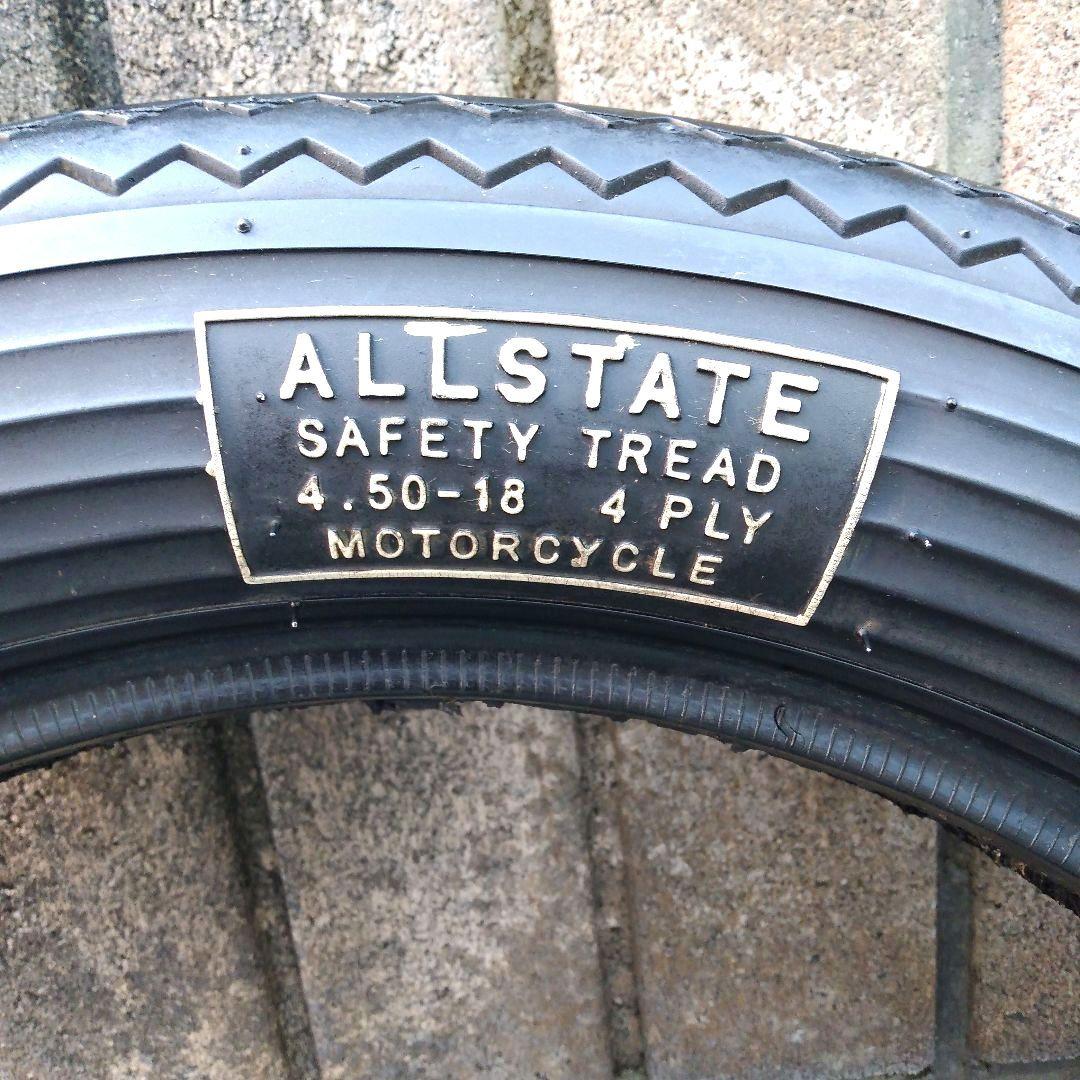 ALLSTATE
SAFETY TREAD
4.50-18 4 PLY
MOTORCYCLE